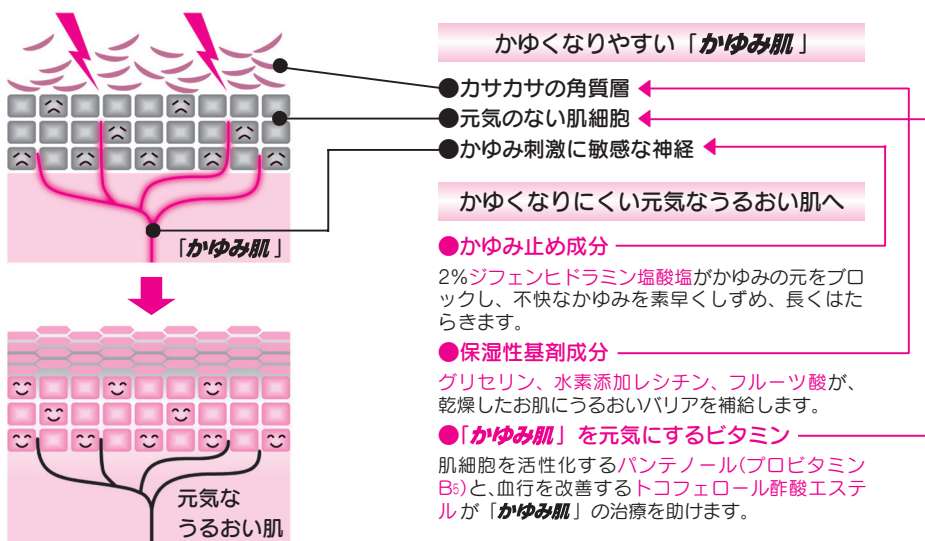 かゆくなりやすい「かゆみ肌」
●カサカサの角質層
●元気のない肌細胞
●かゆみ刺激に敏感な神経
「かゆみ肌」
かゆくなりにくい元気なうるおい肌へ
●かゆみ止め成分
2%ジフェンヒドラミン塩酸塩がかゆみの元をブロ
ックし、不快なかゆみを素早くしずめ、長くはた
らきます。
●保湿性基剤成分
グリセリン、水素添加レシチン、フルーツ酸が、
乾燥したお肌にうるおいバリアを補給します。
●「かゆみ肌」を元気にするビタミン
肌細胞を活性化するパンテノール(プロビタミン
B5)と、血行を改善するトコフェロール酢酸エステ
ルが「かゆみ肌」の治療を助けます。
元気な
うるおい肌